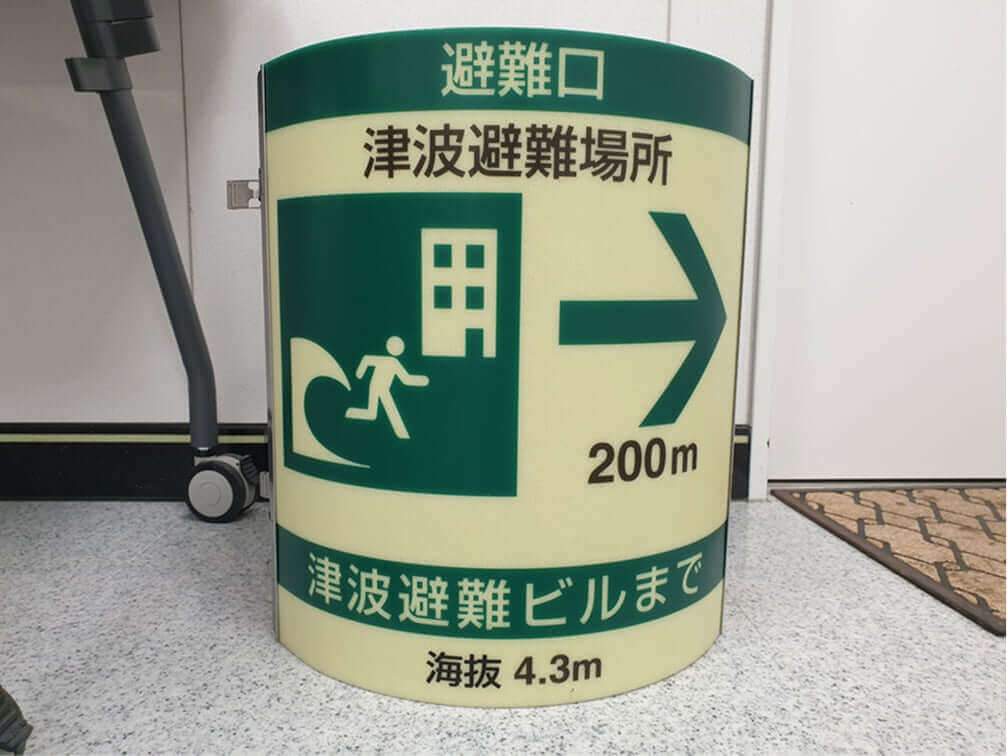 避難口
津波避難場所
200m
津波避難ビルまで
海抜 4.3m